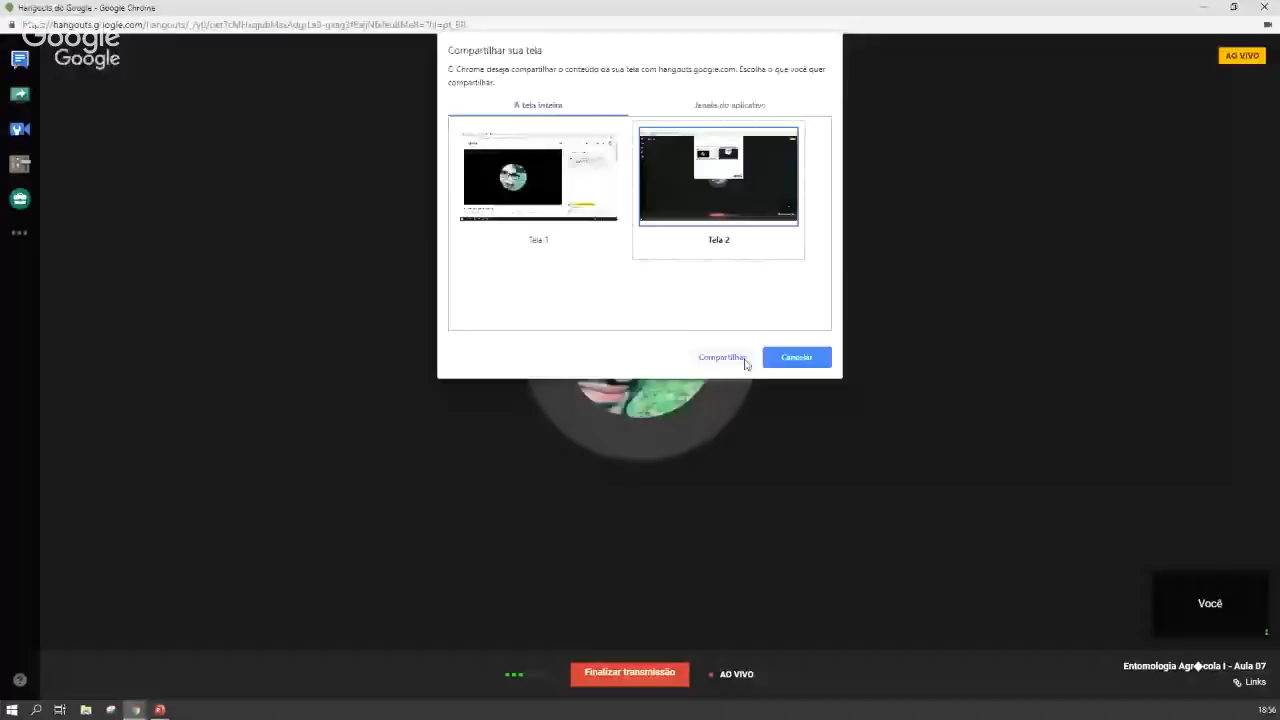 Hangouts do Google - Google Chrome
Google
Google
AO VIVO
Compartilhar sua tela
O Chrome deseja compartilhar o conteúdo da sua tela com hangouts.google.com. Escolha o que você quer
compartilhar.
A tela inteira
Janela do aplicativo
Tela 1
Tela 2
Compartilhar
Cancelar
Você
Finalizar transmissão
AO VIVO
Entomologia Agr�cola I - Aula 07
Links
18:56